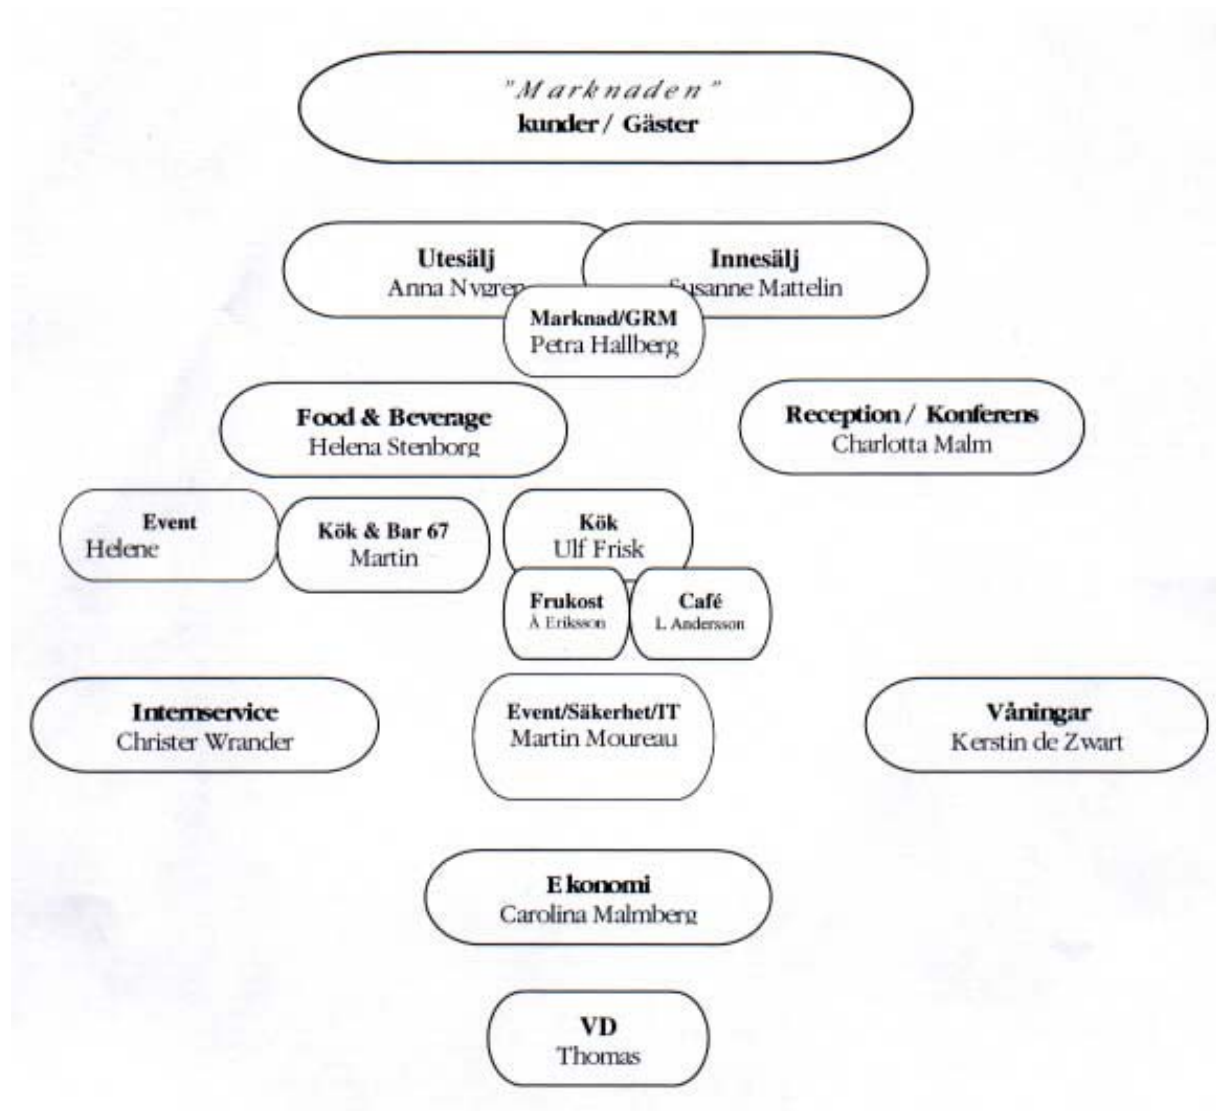 "Marknaden"
kunder / Gäster
Utesälj
Anna Nygren
Innesälj
Susanne Mattelin
Marknad/GRM
Petra Hallberg
Food & Beverage
Helena Stenborg
Reception / Konferens
Charlotta Malm
Event
Helene
Kök & Bar 67
Martin
Kök
Ulf Frisk
Frukost
Å Eriksson
Café
L Andersson
Internservice
Christer Wrander
Event/Säkerhet/IT
Martin Moureau
Våningar
Kerstin de Zwart
Ekonomi
Carolina Malmberg
VD
Thomas